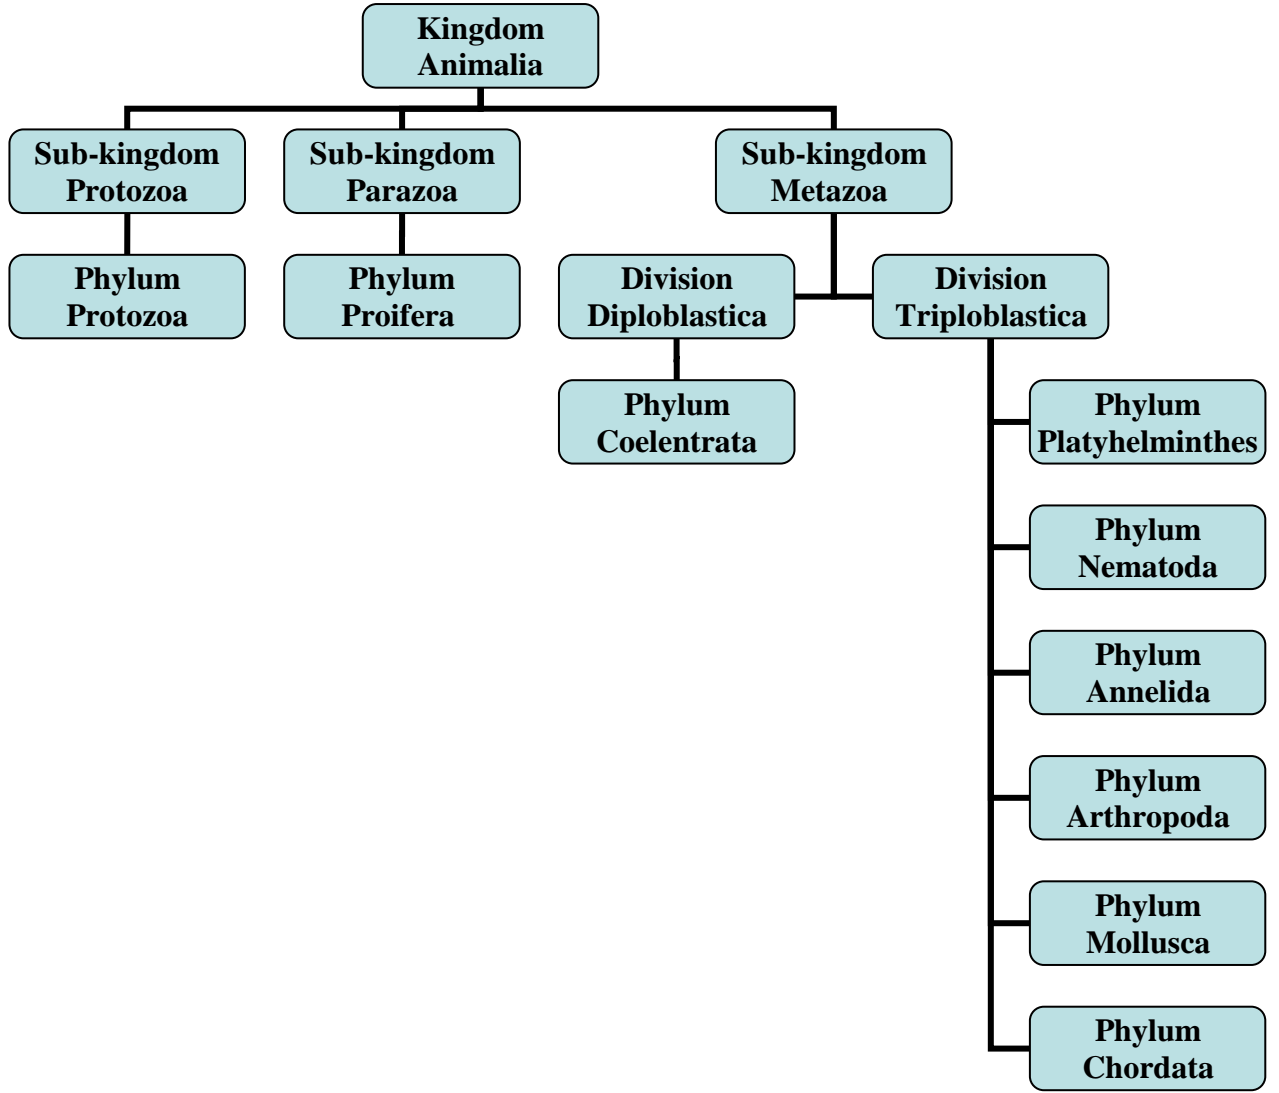 Kingdom
Animalia
Sub-kingdom
Protozoa
Sub-kingdom
Parazoa
Sub-kingdom
Metazoa
Phylum
Protozoa
Phylum
Proifera
Division
Diploblastica
Division
Triploblastica
Phylum
Coelentrata
Phylum
Platyhelminthes
Phylum
Nematoda
Phylum
Annelida
Phylum
Arthropoda
Phylum
Mollusca
Phylum
Chordata